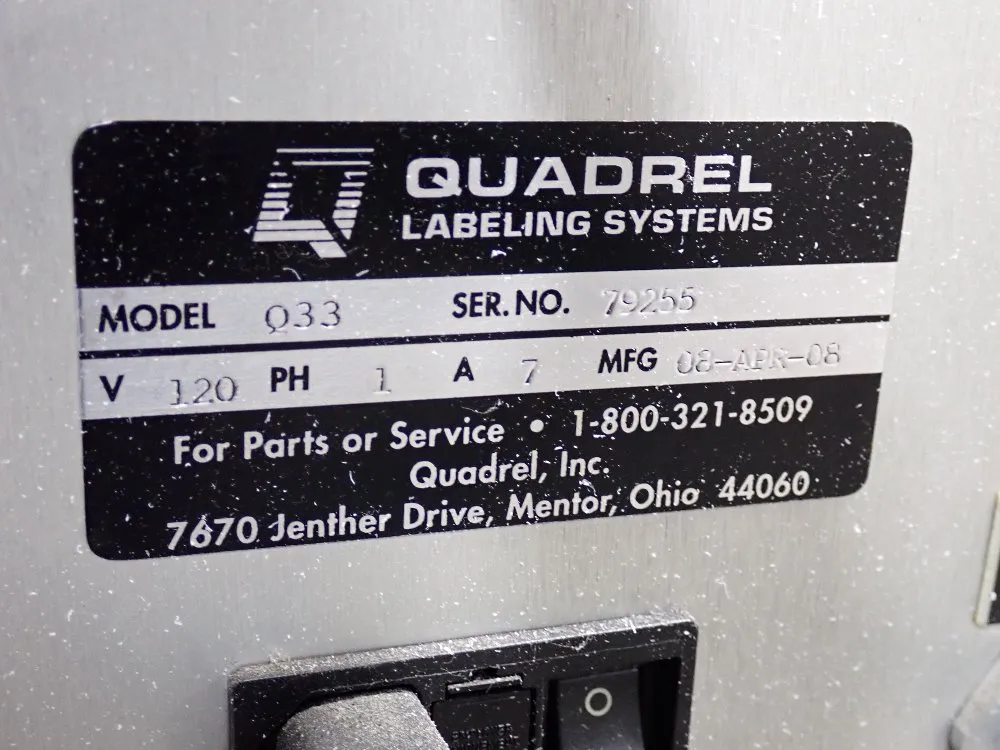 QUADREL
LABELING SYSTEMS
MODEL Q33 SER. NO. 79255
V 120 PH 1 A 7 MFG 08-APR-08
For Parts or Service • 1-800-321-8509
Quadrel, Inc.
7670 Jenther Drive, Mentor, Ohio 44060